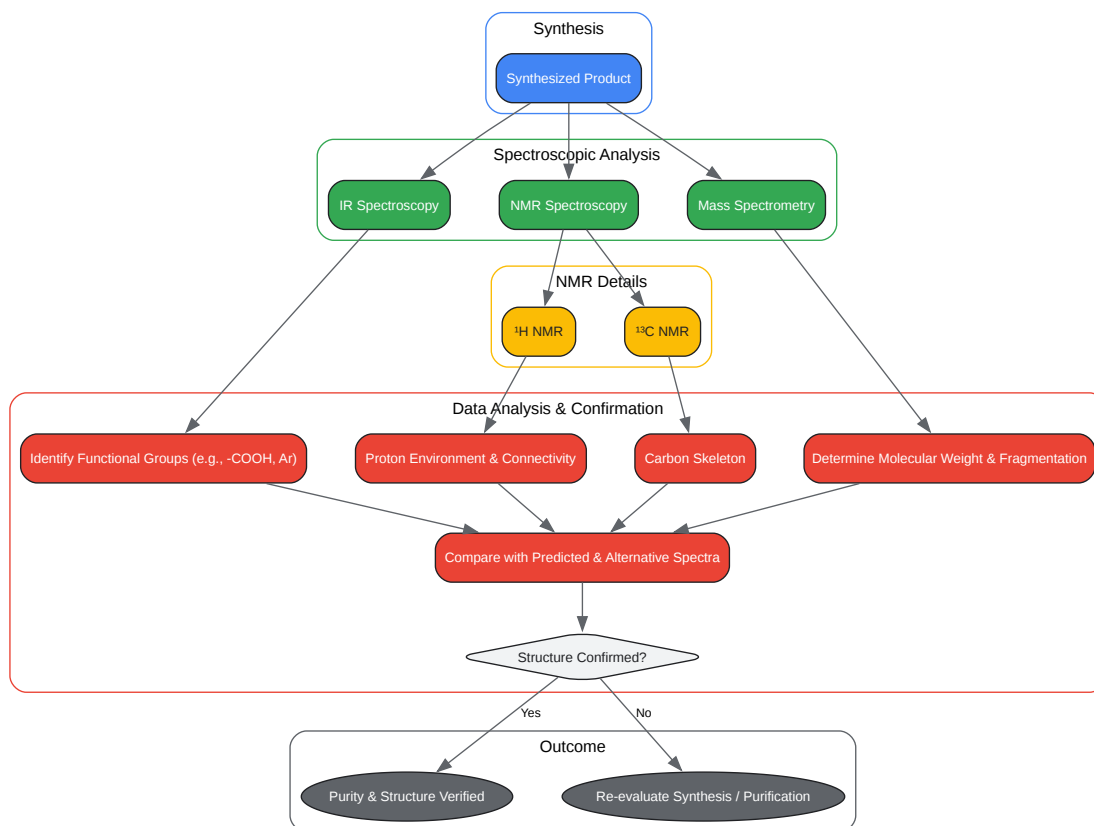 Synthesis
Synthesized Product
Spectroscopic Analysis
IR Spectroscopy
NMR Spectroscopy
Mass Spectrometry
NMR Details
¹H NMR
¹³C NMR
Data Analysis & Confirmation
Identify Functional Groups (e.g., -COOH, Ar)
Proton Environment & Connectivity
Carbon Skeleton
Determine Molecular Weight & Fragmentation
Compare with Predicted & Alternative Spectra
Structure Confirmed?
Yes
No
Outcome
Purity & Structure Verified
Re-evaluate Synthesis / Purification